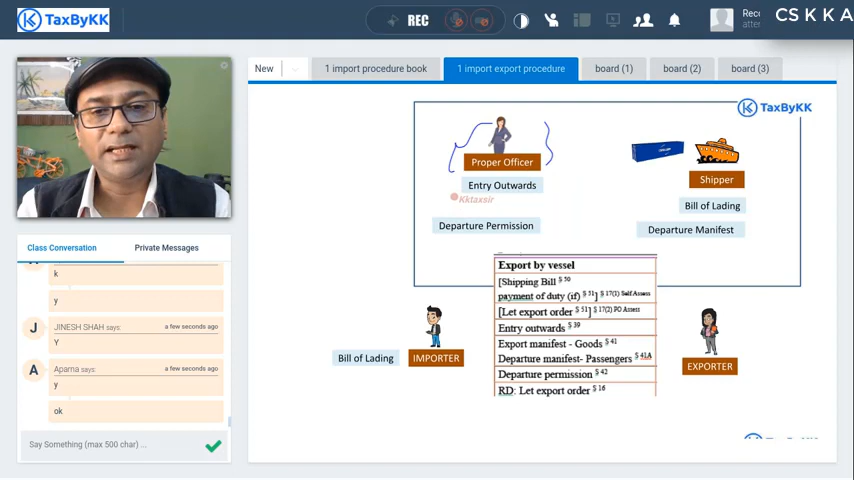 TaxByKK
REC
CS K K A
New
1 import procedure book
1 import export procedure
board (1)
board (2)
board (3)
TaxByKK
Proper Officer
Entry Outwards
Kktaxsir
Departure Permission
Shipper
Bill of Lading
Departure Manifest
Export by vessel
[Shipping Bill § 50
payment of duty (if) § 51] § 17(1) Self Assess
[Let export order § 51] § 17(2) PO Assess
Entry outwards § 39
Export manifest - Goods § 41
Departure manifest- Passengers § 41A
Departure permission § 42
RD: Let export order § 16
Bill of Lading
IMPORTER
EXPORTER
Class Conversation
Private Messages
k
y
J
JINESH SHAH says:
a few seconds ago
Y
A
Aparna says:
a few seconds ago
y
ok
Say Something (max 500 char) ...